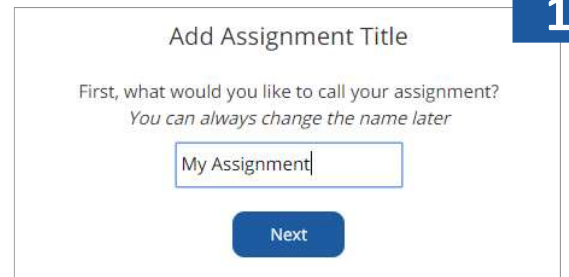 1
Add Assignment Title
First, what would you like to call your assignment?
You can always change the name later
My Assignment
Next